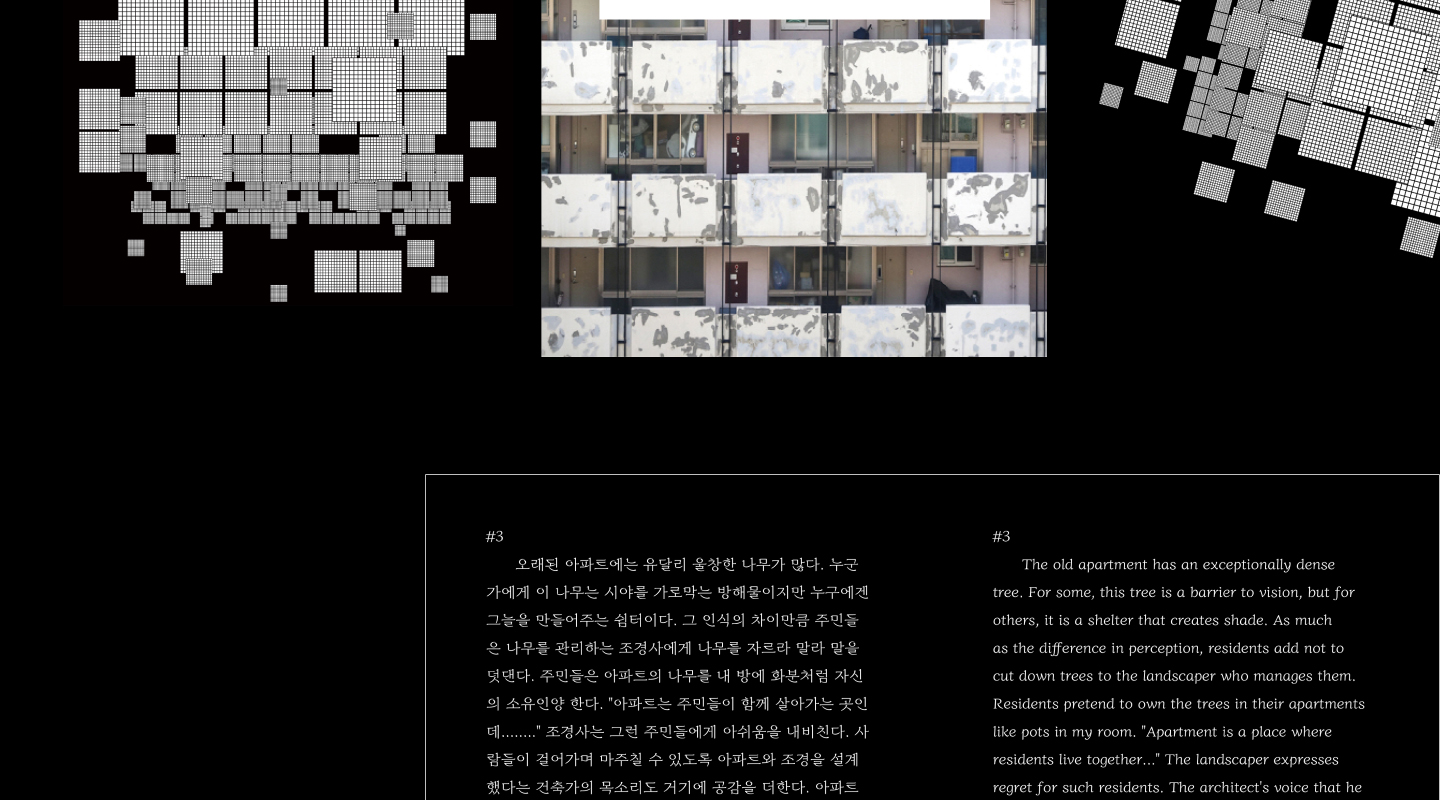 #3
오래된 아파트에는 유달리 울창한 나무가 많다. 누군
가에게 이 나무는 시야를 가로막는 방해물이지만 누구에겐
그늘을 만들어주는 쉼터이다. 그 인식의 차이만큼 주민들
은 나무를 관리하는 조경사에게 나무를 자르라 말라 말을
덧댄다. 주민들은 아파트의 나무를 내 방에 화분처럼 자신
의 소유인양 한다. "아파트는 주민들이 함께 살아가는 곳인
데........" 조경사는 그런 주민들에게 아쉬움을 내비친다. 사
람들이 걸어가며 마주칠 수 있도록 아파트와 조경을 설계
했다는 건축가의 목소리도 거기에 공감을 더한다. 아파트
#3
The old apartment has an exceptionally dense
tree. For some, this tree is a barrier to vision, but for
others, it is a shelter that creates shade. As much
as the difference in perception, residents add not to
cut down trees to the landscaper who manages them.
Residents pretend to own the trees in their apartments
like pots in my room. "Apartment is a place where
residents live together..." The landscaper expresses
regret for such residents. The architect's voice that he